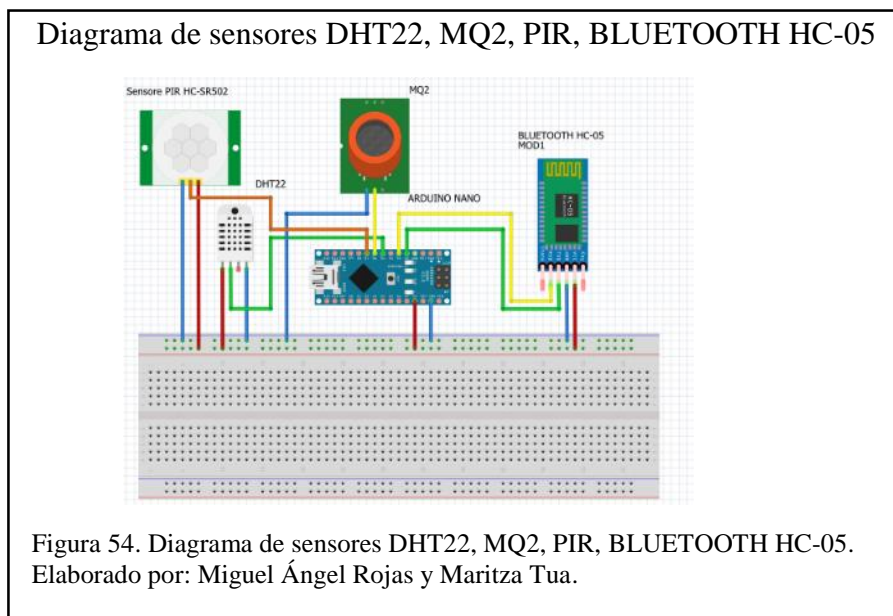 Diagrama de sensores DHT22, MQ2, PIR, BLUETOOTH HC-05
Sensore PIR HC-SR502
MQ2
BLUETOOTH HC-05
MOD1
DHT22
ARDUINO NANO
HC-05
Figura 54. Diagrama de sensores DHT22, MQ2, PIR, BLUETOOTH HC-05.
Elaborado por: Miguel Ángel Rojas y Maritza Tua.